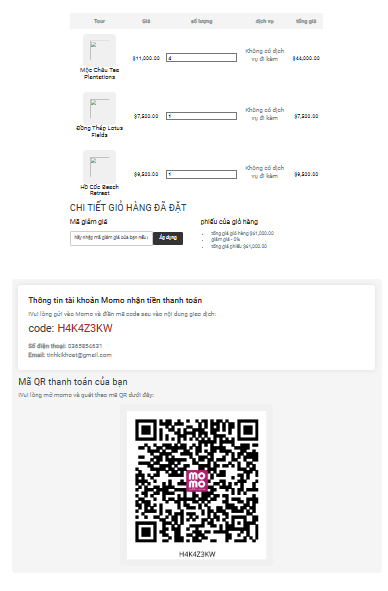 Tour Giá số lượng dịch vụ tổng giá
Mộc Châu Tea Plantations $11,000.00 4 Không có dịch vụ đi kèm $44,000.00
Đồng Tháp Lotus Fields $7,500.00 1 Không có dịch vụ đi kèm $7,500.00
Hồ Cốc Beach Retreat $9,500.00 1 Không có dịch vụ đi kèm $9,500.00
CHI TIẾT GIỎ HÀNG ĐÃ ĐẶT
Mã giảm giá
hãy nhập mã giảm giá của bạn nếu Áp dụng
phiếu của giỏ hàng
tổng giá giỏ hàng $61,000.00
giảm giá - 0%
tổng giá phiếu $61,000.00
Thông tin tài khoản Momo nhận tiền thanh toán
!Vui lòng gửi vào Momo và điền mã code sau vào nội dung giao dịch:
code: H4K4Z3KW
Số điện thoại: 0365854631
Email: tinhkikhoat@gmail.com
Mã QR thanh toán của bạn
!Vui lòng mở momo và quét theo mã QR dưới đây:
mo
mo
H4K4Z3KW